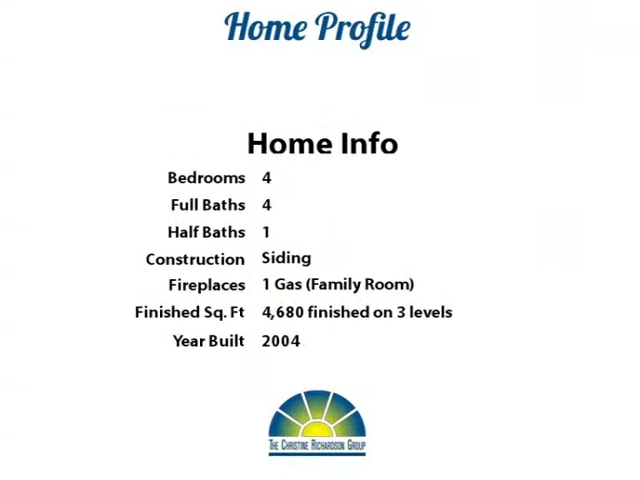 Home Profile
Home Info
Bedrooms 4
Full Baths 4
Half Baths 1
Construction Siding
Fireplaces 1 Gas (Family Room)
Finished Sq. Ft 4,680 finished on 3 levels
Year Built 2004
The Christine Richardson Group